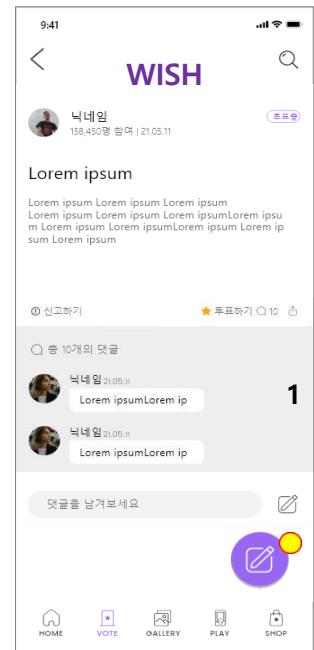 9:41
WISH
닉네임
투표중
158,450명 참여 | 21.05.11
Lorem ipsum
Lorem ipsum Lorem ipsum Lorem ipsum
Lorem ipsum Lorem ipsum Lorem ipsumLorem ipsu
m Lorem ipsum Lorem ipsumLorem ipsum Lorem ip
sum Lorem ipsum
신고하기
투표하기 10
총 10개의 댓글
닉네임 21.05.11
Lorem ipsumLorem ip
1
닉네임 21.05.11
Lorem ipsumLorem ip
댓글을 남겨보세요
HOME VOTE GALLERY PLAY SHOP